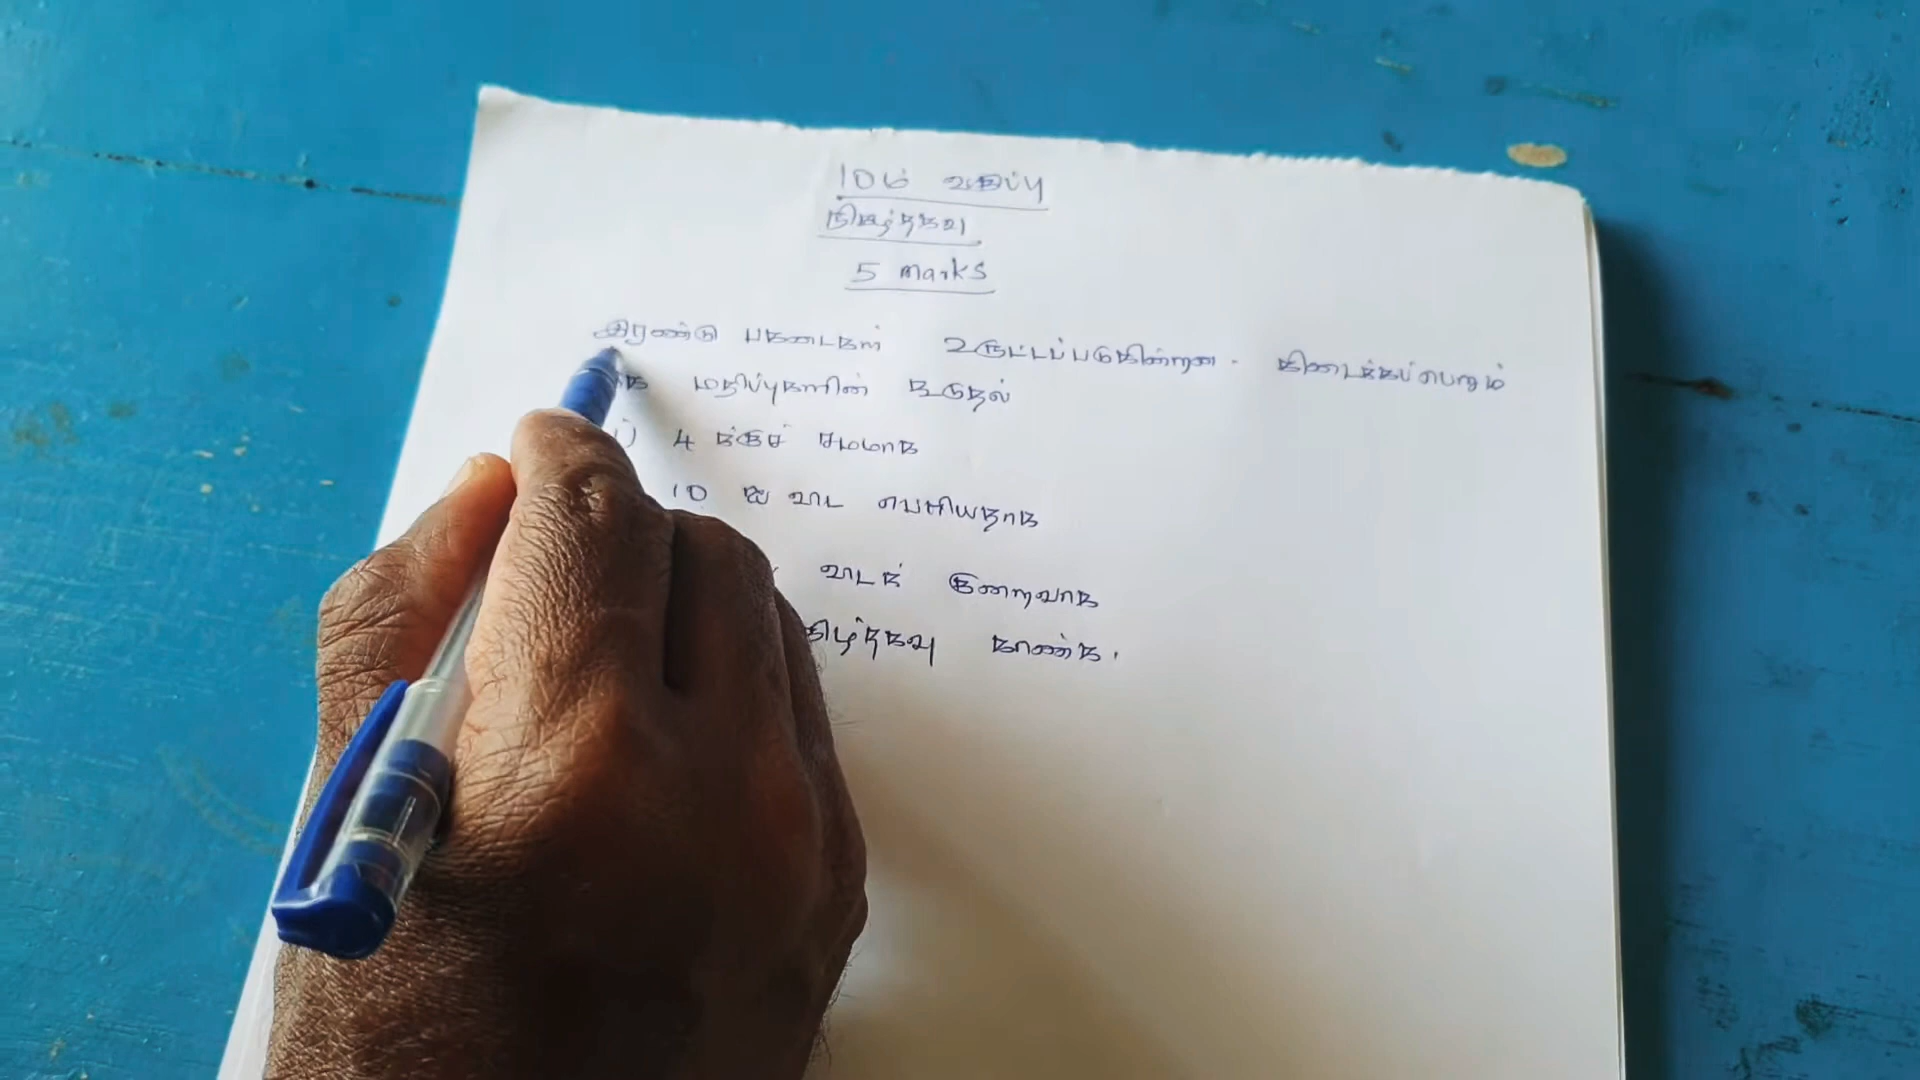 10ம் வகுப்பு
நிகழ்தகவு
5 marks
இரண்டு பகடைகள் உருட்டப்படுகின்றன. கிடைக்கப்பெறும்
மதிப்புகளின் கூடுதல்
i) 4 க்குச் சமமாக
10 ஐ விட பெரியதாக
விடக் குறைவாக
நிகழ்தகவு காண்க.